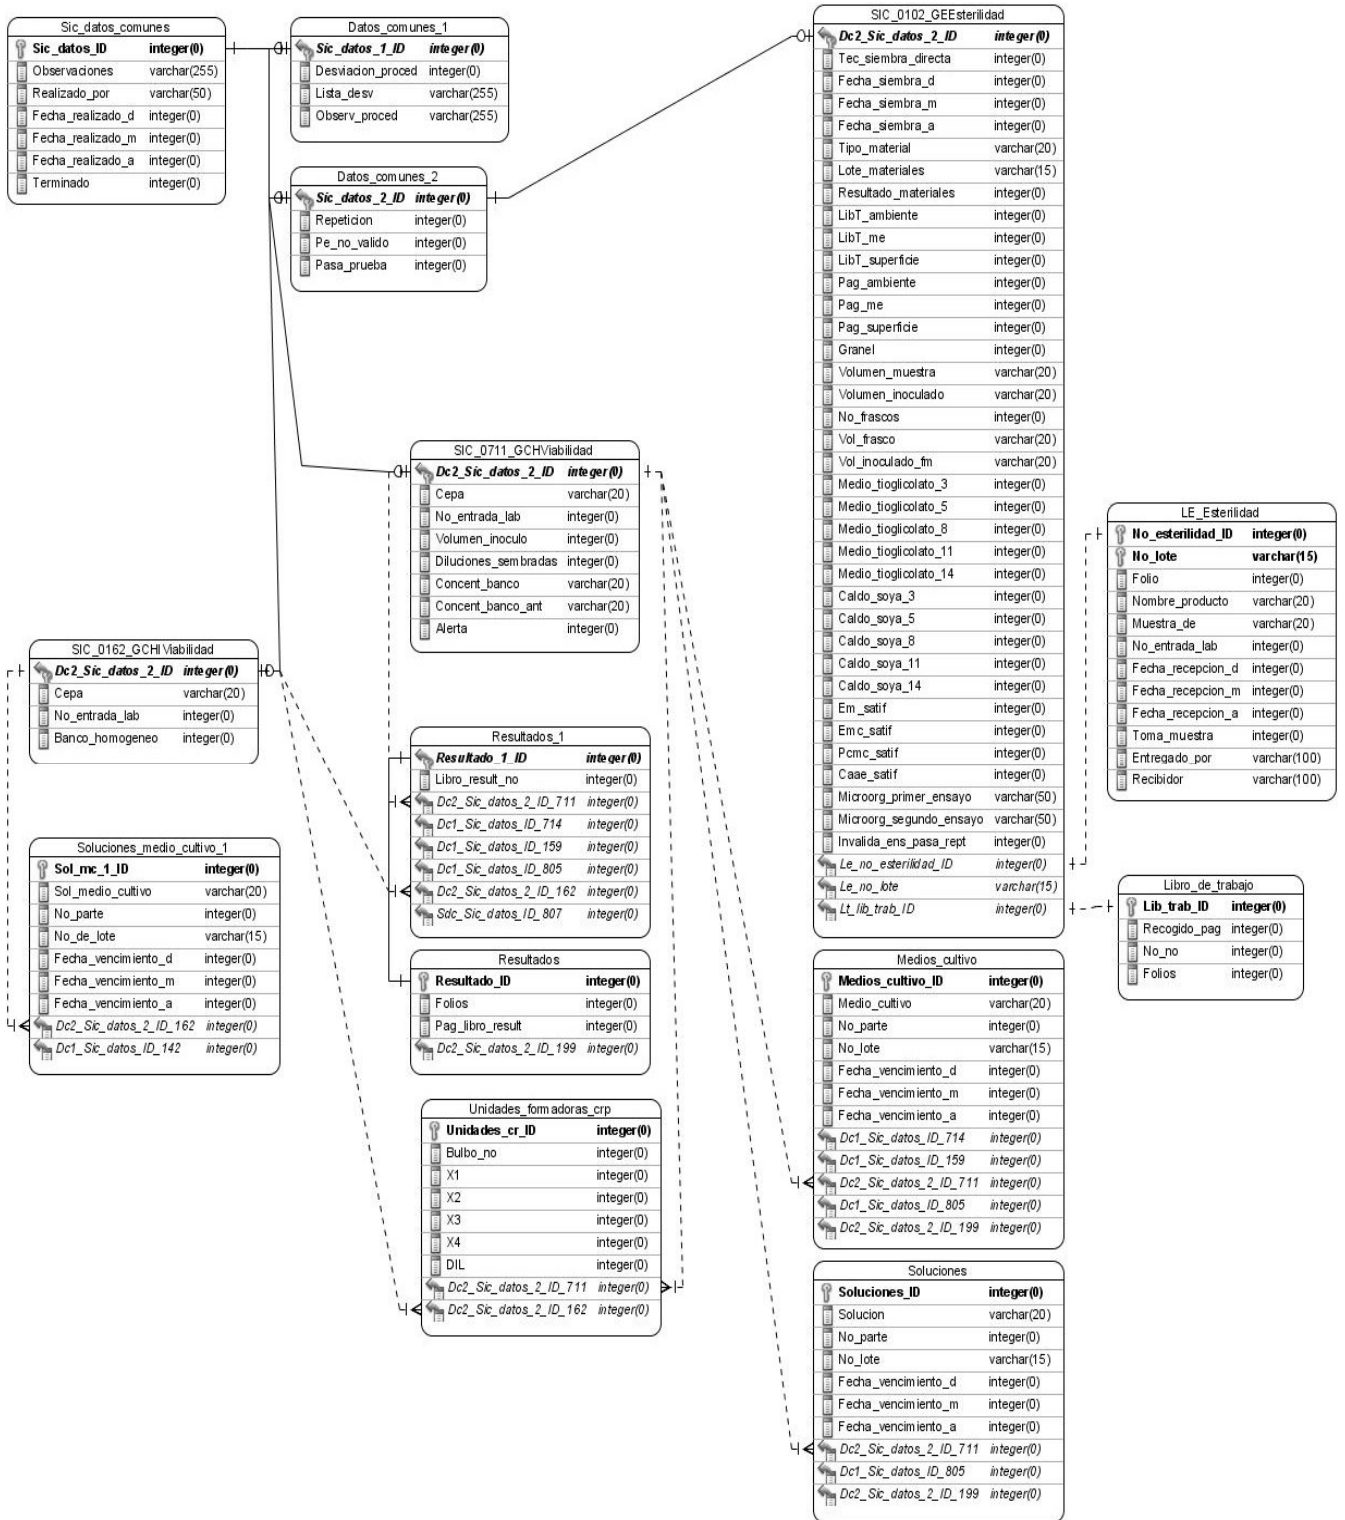 Sic_datos_comunes
Sic_datos_ID integer(0)
Observaciones varchar(255)
Realizado_por varchar(50)
Fecha_realizado_d integer(0)
Fecha_realizado_m integer(0)
Fecha_realizado_a integer(0)
Terminado integer(0)
Datos_comunes_1
Sic_datos_1_ID integer(0)
Desviacion_proced integer(0)
Lista_desv varchar(255)
Observ_proced varchar(255)
Datos_comunes_2
Sic_datos_2_ID integer(0)
Repeticion integer(0)
Pe_no_valido integer(0)
Pasa_prueba integer(0)
SIC_0102_GEEsterilidad
Dc2_Sic_datos_2_ID integer(0)
Tec_siembra_directa integer(0)
Fecha_siembra_d integer(0)
Fecha_siembra_m integer(0)
Fecha_siembra_a integer(0)
Tipo_material varchar(20)
Lote_materiales varchar(15)
Resultado_materiales integer(0)
LibT_ambiente integer(0)
LibT_me integer(0)
LibT_superficie integer(0)
Pag_ambiente integer(0)
Pag_me integer(0)
Pag_superficie integer(0)
Granel integer(0)
Volumen_muestra varchar(20)
Volumen_inoculado varchar(20)
No_frascos integer(0)
Vol_frasco varchar(20)
Vol_inoculado_fm varchar(20)
Medio_tioglicolato_3 integer(0)
Medio_tioglicolato_5 integer(0)
Medio_tioglicolato_8 integer(0)
Medio_tioglicolato_11 integer(0)
Medio_tioglicolato_14 integer(0)
Caldo_soya_3 integer(0)
Caldo_soya_5 integer(0)
Caldo_soya_8 integer(0)
Caldo_soya_11 integer(0)
Caldo_soya_14 integer(0)
Em_satif integer(0)
Emc_satif integer(0)
Pcmc_satif integer(0)
Caae_satif integer(0)
Microorg_primer_ensayo varchar(50)
Microorg_segundo_ensayo varchar(50)
Invalida_ens_pasa_rept integer(0)
Le_no_esterilidad_ID integer(0)
Le_no_lote varchar(15)
Lt_lib_trab_ID integer(0)
SIC_0711_GCHViabilidad
Dc2_Sic_datos_2_ID integer(0)
Cepa varchar(20)
No_entrada_lab integer(0)
Volumen_inoculo integer(0)
Diluciones_sembradas integer(0)
Concent_banco varchar(20)
Concent_banco_ant varchar(20)
Alerta integer(0)
LE_Esterilidad
No_esterilidad_ID integer(0)
No_lote varchar(15)
Folio integer(0)
Nombre_producto varchar(20)
Muestra_de varchar(20)
No_entrada_lab integer(0)
Fecha_recepcion_d integer(0)
Fecha_recepcion_m integer(0)
Fecha_recepcion_a integer(0)
Toma_muestra integer(0)
Entregado_por varchar(100)
Recibidor varchar(100)
SIC_0162_GCHIViabilidad
Dc2_Sic_datos_2_ID integer(0)
Cepa varchar(20)
No_entrada_lab integer(0)
Banco_homogeneo integer(0)
Resultados_1
Resultado_1_ID integer(0)
Libro_result_no integer(0)
Dc2_Sic_datos_2_ID_711 integer(0)
Dc1_Sic_datos_ID_714 integer(0)
Dc1_Sic_datos_ID_159 integer(0)
Dc1_Sic_datos_ID_805 integer(0)
Dc2_Sic_datos_2_ID_162 integer(0)
Sdc_Sic_datos_ID_807 integer(0)
Soluciones_medio_cultivo_1
Sol_mc_1_ID integer(0)
Sol_medio_cultivo varchar(20)
No_parte integer(0)
No_de_lote varchar(15)
Fecha_vencimiento_d integer(0)
Fecha_vencimiento_m integer(0)
Fecha_vencimiento_a integer(0)
Dc2_Sic_datos_2_ID_162 integer(0)
Dc1_Sic_datos_ID_142 integer(0)
Libro_de_trabajo
Lib_trab_ID integer(0)
Recogido_pag integer(0)
No_no integer(0)
Folios integer(0)
Resultados
Resultado_ID integer(0)
Folios integer(0)
Pag_libro_result integer(0)
Dc2_Sic_datos_2_ID_199 integer(0)
Medios_cultivo
Medios_cultivo_ID integer(0)
Medio_cultivo varchar(20)
No_parte integer(0)
No_lote varchar(15)
Fecha_vencimiento_d integer(0)
Fecha_vencimiento_m integer(0)
Fecha_vencimiento_a integer(0)
Dc1_Sic_datos_ID_714 integer(0)
Dc1_Sic_datos_ID_159 integer(0)
Dc2_Sic_datos_2_ID_711 integer(0)
Dc1_Sic_datos_ID_805 integer(0)
Dc2_Sic_datos_2_ID_199 integer(0)
Unidades_formadoras_crp
Unidades_cr_ID integer(0)
Bulbo_no integer(0)
X1 integer(0)
X2 integer(0)
X3 integer(0)
X4 integer(0)
DIL integer(0)
Dc2_Sic_datos_2_ID_711 integer(0)
Dc2_Sic_datos_2_ID_162 integer(0)
Soluciones
Soluciones_ID integer(0)
Solucion varchar(20)
No_parte integer(0)
No_lote varchar(15)
Fecha_vencimiento_d integer(0)
Fecha_vencimiento_m integer(0)
Fecha_vencimiento_a integer(0)
Dc2_Sic_datos_2_ID_711 integer(0)
Dc1_Sic_datos_ID_805 integer(0)
Dc2_Sic_datos_2_ID_199 integer(0)